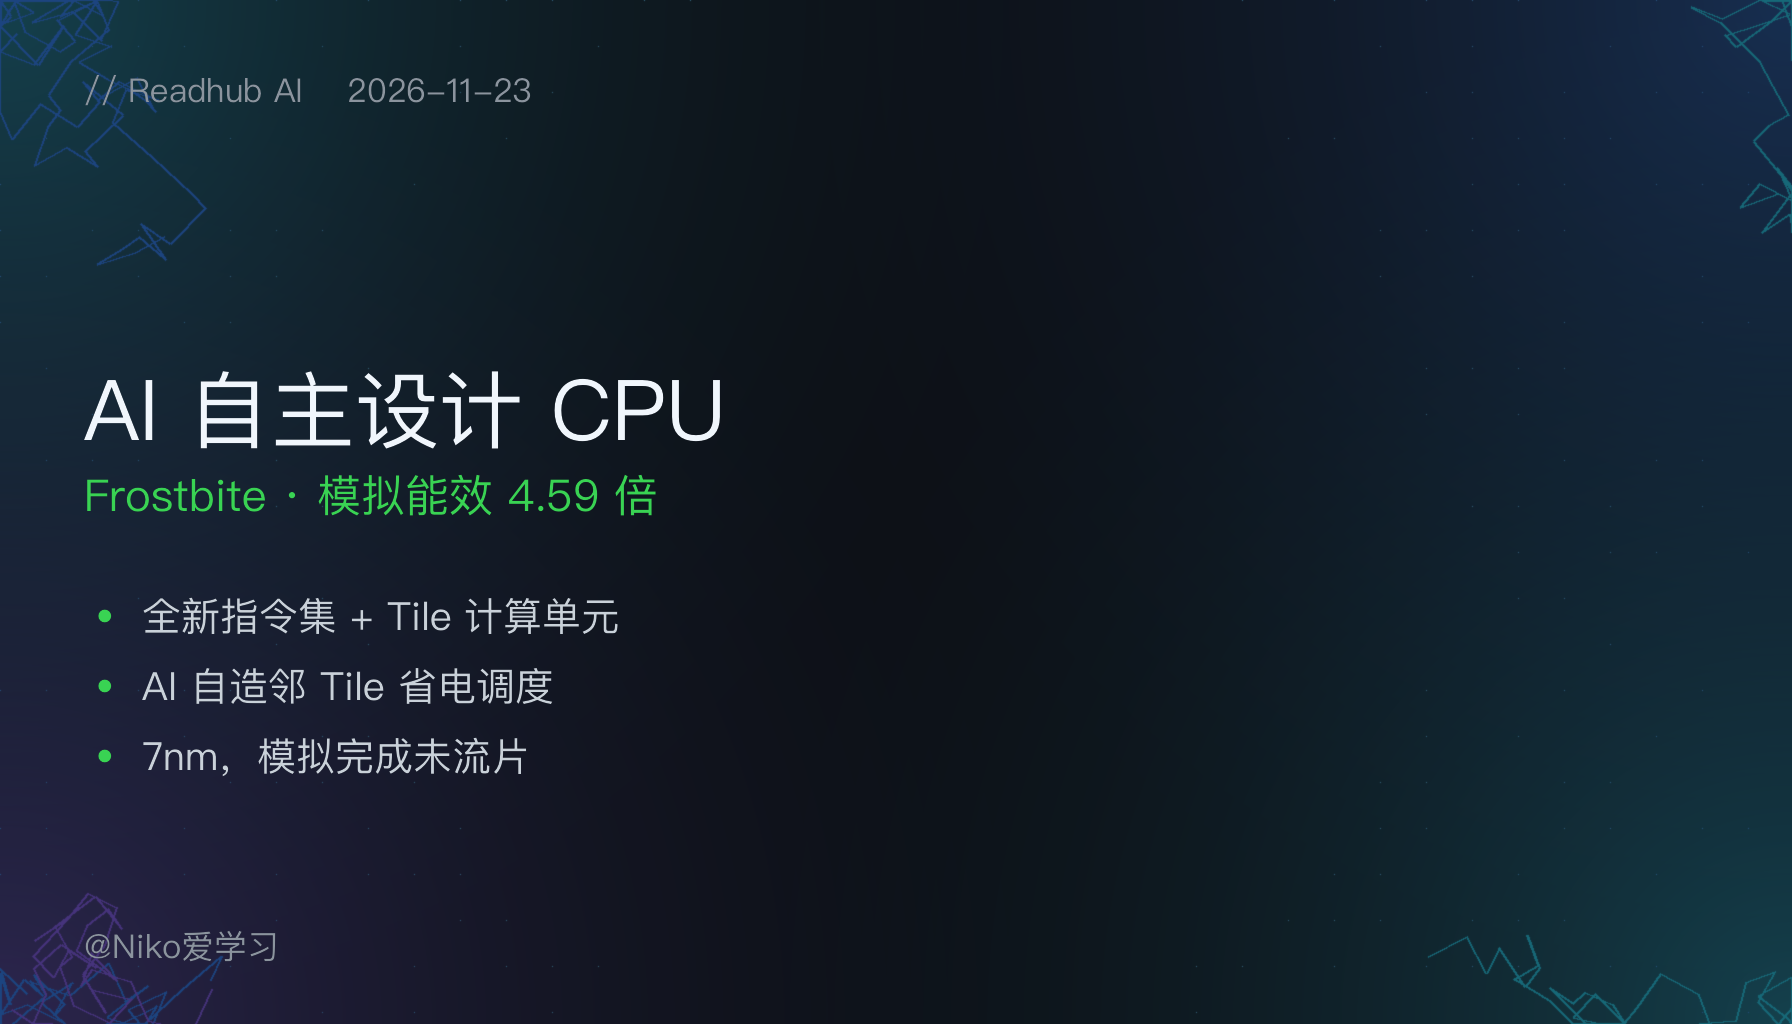 // Readhub AI 2026-11-23
AI 自主设计 CPU
Frostbite · 模拟能效 4.59 倍
• 全新指令集 + Tile 计算单元
• AI 自造邻 Tile 省电调度
• 7nm，模拟完成未流片
@Niko爱学习